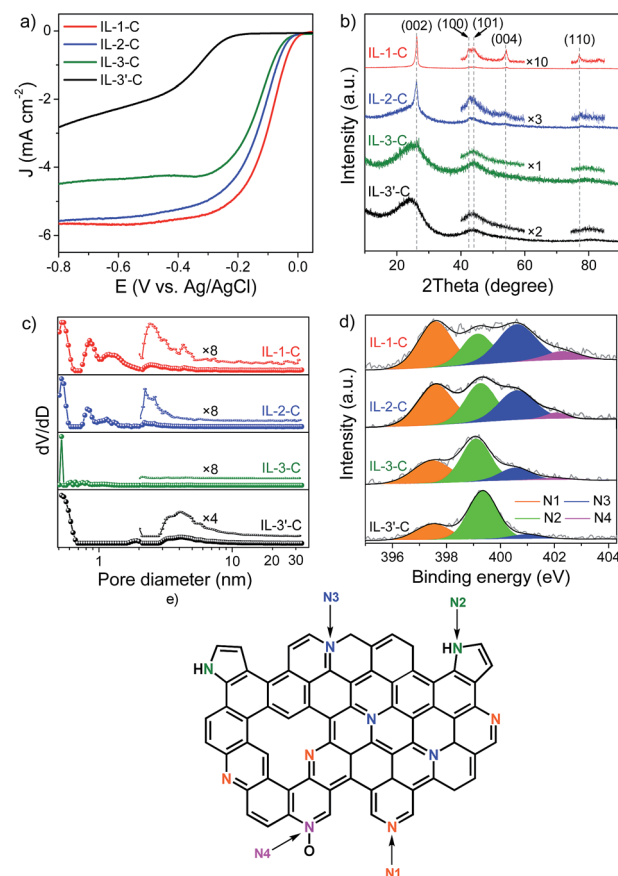 a)
IL-1-C
IL-2-C
IL-3-C
IL-3'-C
0
-2
-4
-6
J (mA cm⁻²)
-0.8
-0.4
0.0
E (V vs. Ag/AgCl)
b)
(002)
(100)
(101)
(004)
(110)
IL-1-C
×10
IL-2-C
×3
IL-3-C
×1
IL-3'-C
×2
Intensity (a.u.)
20
40
60
80
2Theta (degree)
c)
×8
IL-1-C
×8
IL-2-C
×8
IL-3-C
×4
IL-3'-C
dV/dD
1
10
20
30
Pore diameter (nm)
d)
IL-1-C
IL-2-C
IL-3-C
IL-3'-C
N1
N3
N2
N4
Intensity (a.u.)
396
398
400
402
404
Binding energy (eV)
e)
N3
N2
HN
N
HN
N
N
N
N
N
N
N
N
O
N4
N1